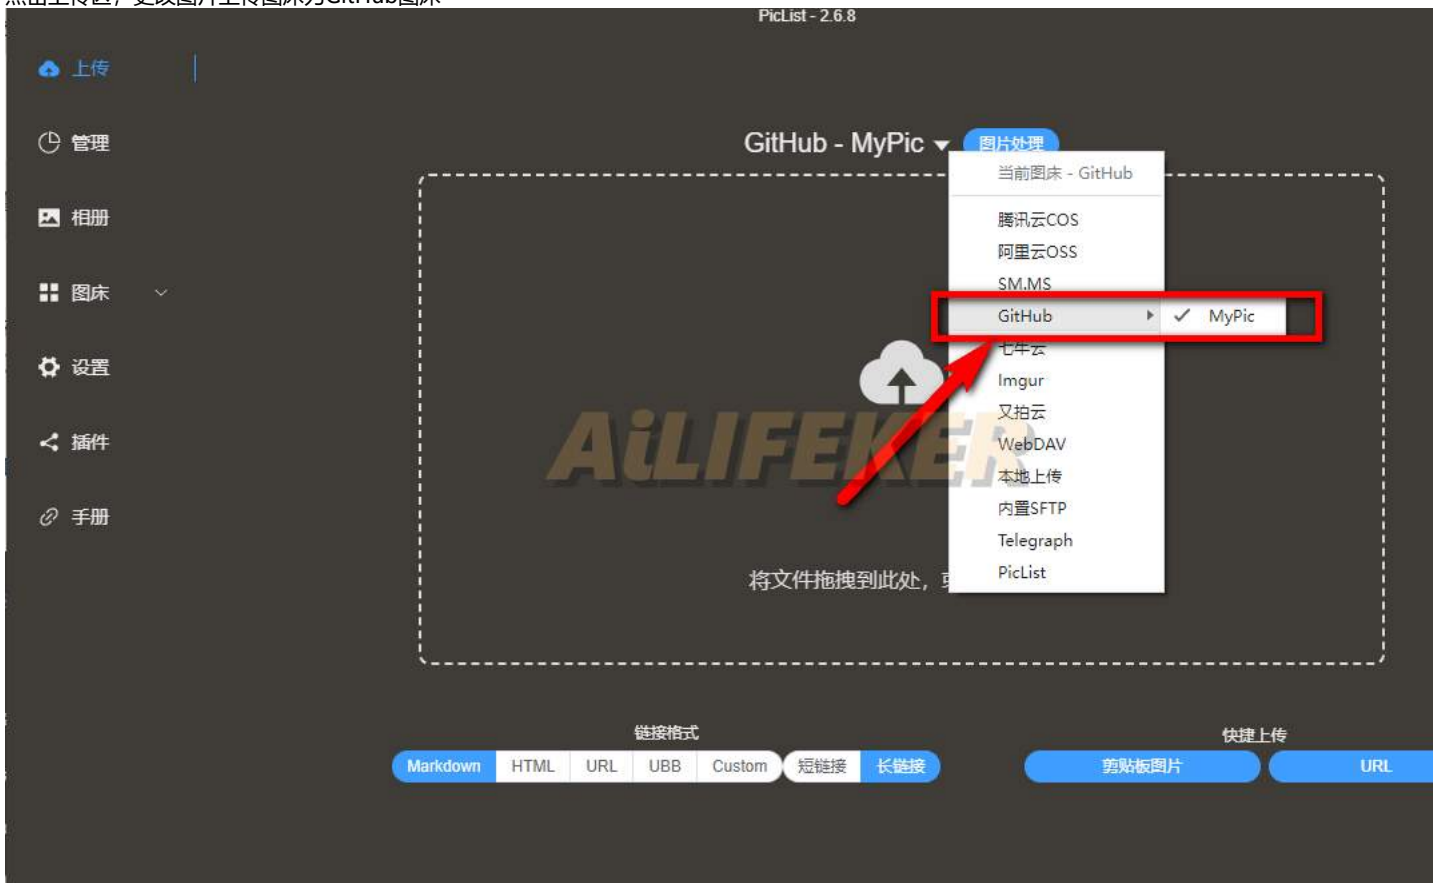 PicList - 2.6.8
上传
管理
相册
图床
设置
插件
手册
GitHub - MyPic
图片处理
当前图床 - GitHub
腾讯云COS
阿里云OSS
SM.MS
GitHub
MyPic
七牛云
Imgur
又拍云
WebDAV
本地上传
内置SFTP
Telegraph
PicList
AiLIFEKER
将文件拖拽到此处，
链接格式
Markdown HTML URL UBB Custom 短链接 长链接
快捷上传
剪贴板图片 URL